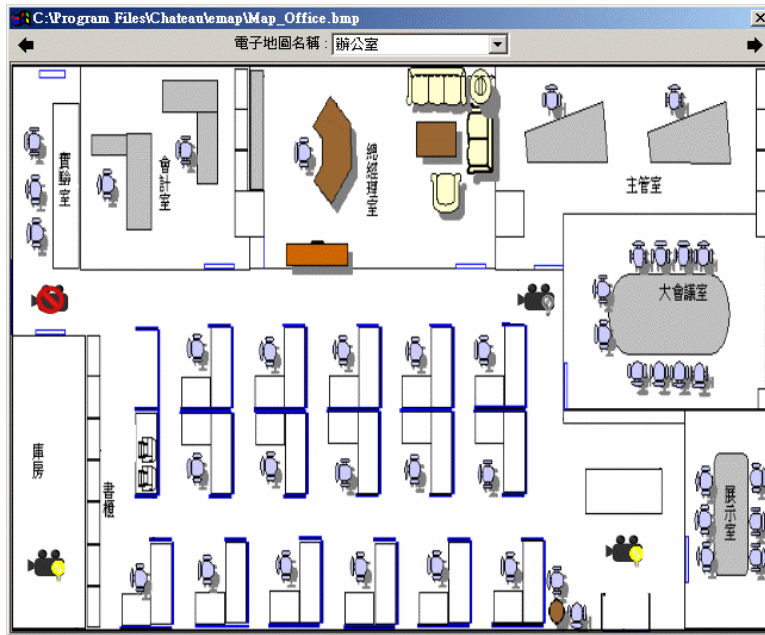 C:\Program Files\Chateau\emap\Map_Office.bmp
電子地圖名稱 : 辦公室
實驗室
會計室
總經理室
主管室
大會議室
庫房
書櫃
展示室